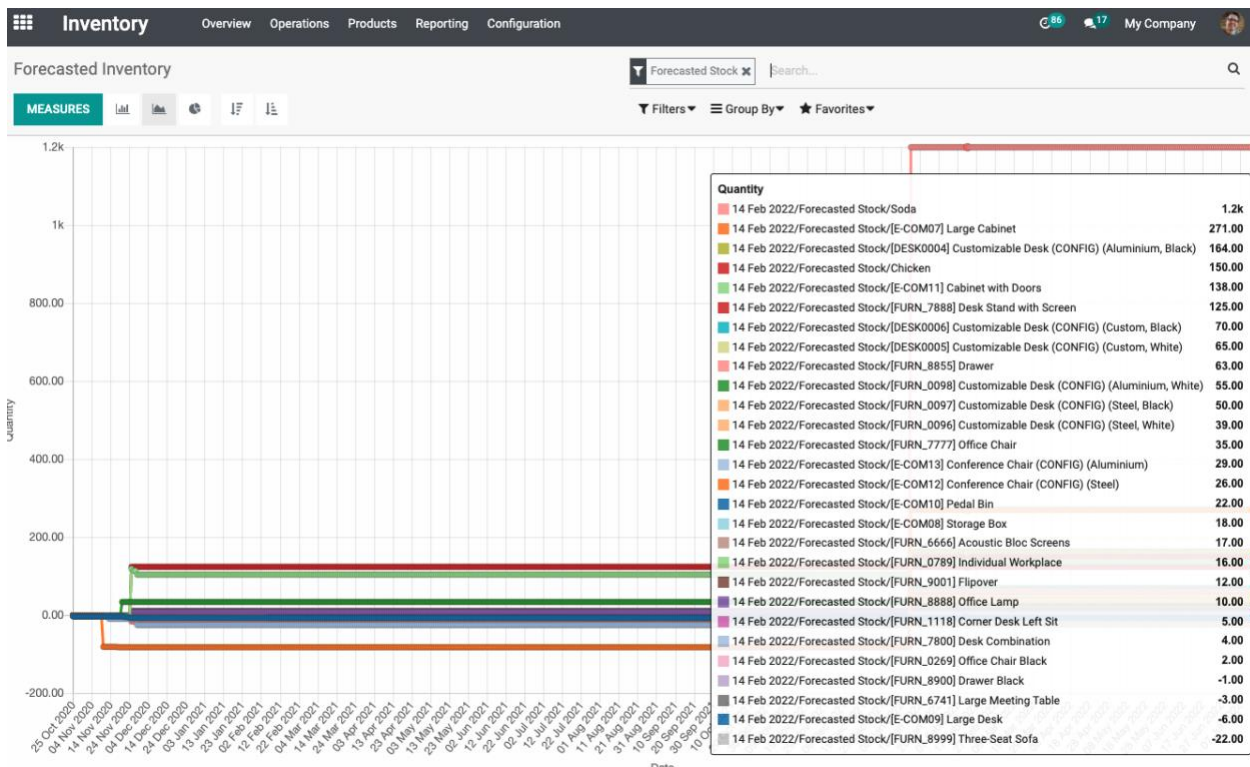 Inventory Overview Operations Products Reporting Configuration 86 17 My Company
Forecasted Inventory Forecasted Stock × Search...
MEASURES Filters Group By Favorites
1.2k
1k
800.00
600.00
400.00
200.00
0.00
-200.00
Quantity
Quantity
14 Feb 2022/Forecasted Stock/Soda 1.2k
14 Feb 2022/Forecasted Stock/[E-COM07] Large Cabinet 271.00
14 Feb 2022/Forecasted Stock/[DESK0004] Customizable Desk (CONFIG) (Aluminium, Black) 164.00
14 Feb 2022/Forecasted Stock/Chicken 150.00
14 Feb 2022/Forecasted Stock/[E-COM11] Cabinet with Doors 138.00
14 Feb 2022/Forecasted Stock/[FURN_7888] Desk Stand with Screen 125.00
14 Feb 2022/Forecasted Stock/[DESK0006] Customizable Desk (CONFIG) (Custom, Black) 70.00
14 Feb 2022/Forecasted Stock/[DESK0005] Customizable Desk (CONFIG) (Custom, White) 65.00
14 Feb 2022/Forecasted Stock/[FURN_8855] Drawer 63.00
14 Feb 2022/Forecasted Stock/[FURN_0098] Customizable Desk (CONFIG) (Aluminium, White) 55.00
14 Feb 2022/Forecasted Stock/[FURN_0097] Customizable Desk (CONFIG) (Steel, Black) 50.00
14 Feb 2022/Forecasted Stock/[FURN_0096] Customizable Desk (CONFIG) (Steel, White) 39.00
14 Feb 2022/Forecasted Stock/[FURN_7777] Office Chair 35.00
14 Feb 2022/Forecasted Stock/[E-COM13] Conference Chair (CONFIG) (Aluminium) 29.00
14 Feb 2022/Forecasted Stock/[E-COM12] Conference Chair (CONFIG) (Steel) 26.00
14 Feb 2022/Forecasted Stock/[E-COM10] Pedal Bin 22.00
14 Feb 2022/Forecasted Stock/[E-COM08] Storage Box 18.00
14 Feb 2022/Forecasted Stock/[FURN_6666] Acoustic Bloc Screens 17.00
14 Feb 2022/Forecasted Stock/[FURN_0789] Individual Workplace 16.00
14 Feb 2022/Forecasted Stock/[FURN_9001] Flipover 12.00
14 Feb 2022/Forecasted Stock/[FURN_8888] Office Lamp 10.00
14 Feb 2022/Forecasted Stock/[FURN_1118] Corner Desk Left Sit 5.00
14 Feb 2022/Forecasted Stock/[FURN_7800] Desk Combination 4.00
14 Feb 2022/Forecasted Stock/[FURN_0269] Office Chair Black 2.00
14 Feb 2022/Forecasted Stock/[FURN_8900] Drawer Black -1.00
14 Feb 2022/Forecasted Stock/[FURN_6741] Large Meeting Table -3.00
14 Feb 2022/Forecasted Stock/[E-COM09] Large Desk -6.00
14 Feb 2022/Forecasted Stock/[FURN_8999] Three-Seat Sofa -22.00
25 Oct 2020
04 Nov 2020
14 Nov 2020
24 Nov 2020
04 Dec 2020
14 Dec 2020
24 Dec 2020
03 Jan 2021
13 Jan 2021
23 Jan 2021
02 Feb 2021
12 Feb 2021
22 Feb 2021
04 Mar 2021
14 Mar 2021
24 Mar 2021
03 Apr 2021
13 Apr 2021
23 Apr 2021
03 May 2021
13 May 2021
23 May 2021
02 Jun 2021
12 Jun 2021
22 Jun 2021
02 Jul 2021
12 Jul 2021
22 Jul 2021
01 Aug 2021
11 Aug 2021
21 Aug 2021
31 Aug 2021
10 Sep 2021
20 Sep 2021
30 Sep 2021